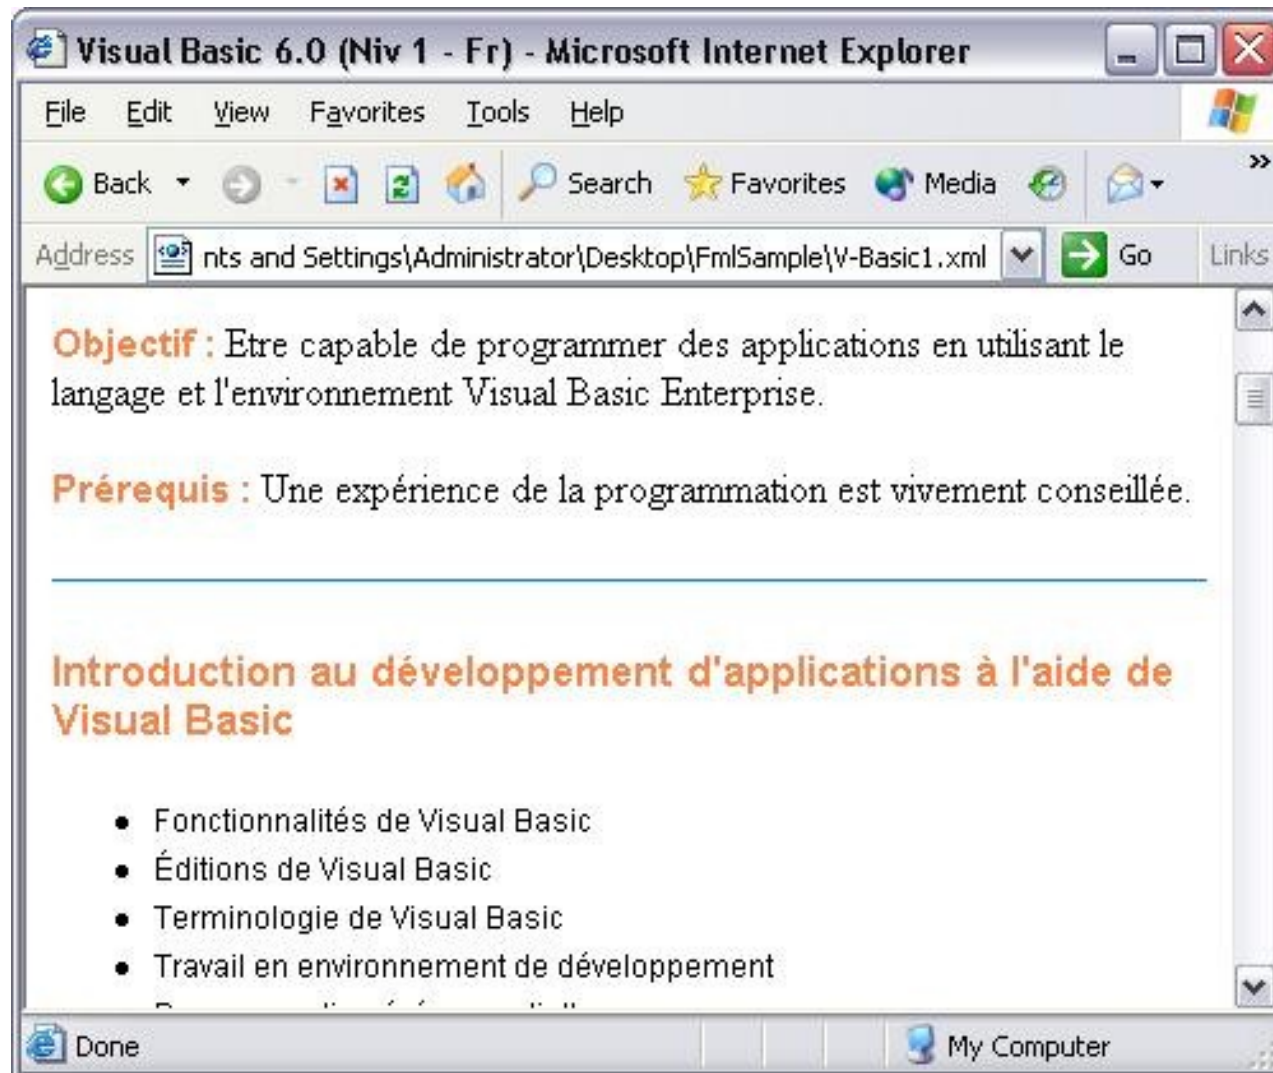 Visual Basic 6.0 (Niv 1 - Fr) - Microsoft Internet Explorer
File Edit View Favorites Tools Help
Back Search Favorites Media »
Address nts and Settings\Administrator\Desktop\FmlSample\V-Basic1.xml Go Links
Objectif : Etre capable de programmer des applications en utilisant le
langage et l'environnement Visual Basic Enterprise.
Prérequis : Une expérience de la programmation est vivement conseillée.
Introduction au développement d'applications à l'aide de
Visual Basic
• Fonctionnalités de Visual Basic
• Éditions de Visual Basic
• Terminologie de Visual Basic
• Travail en environnement de développement
Done My Computer